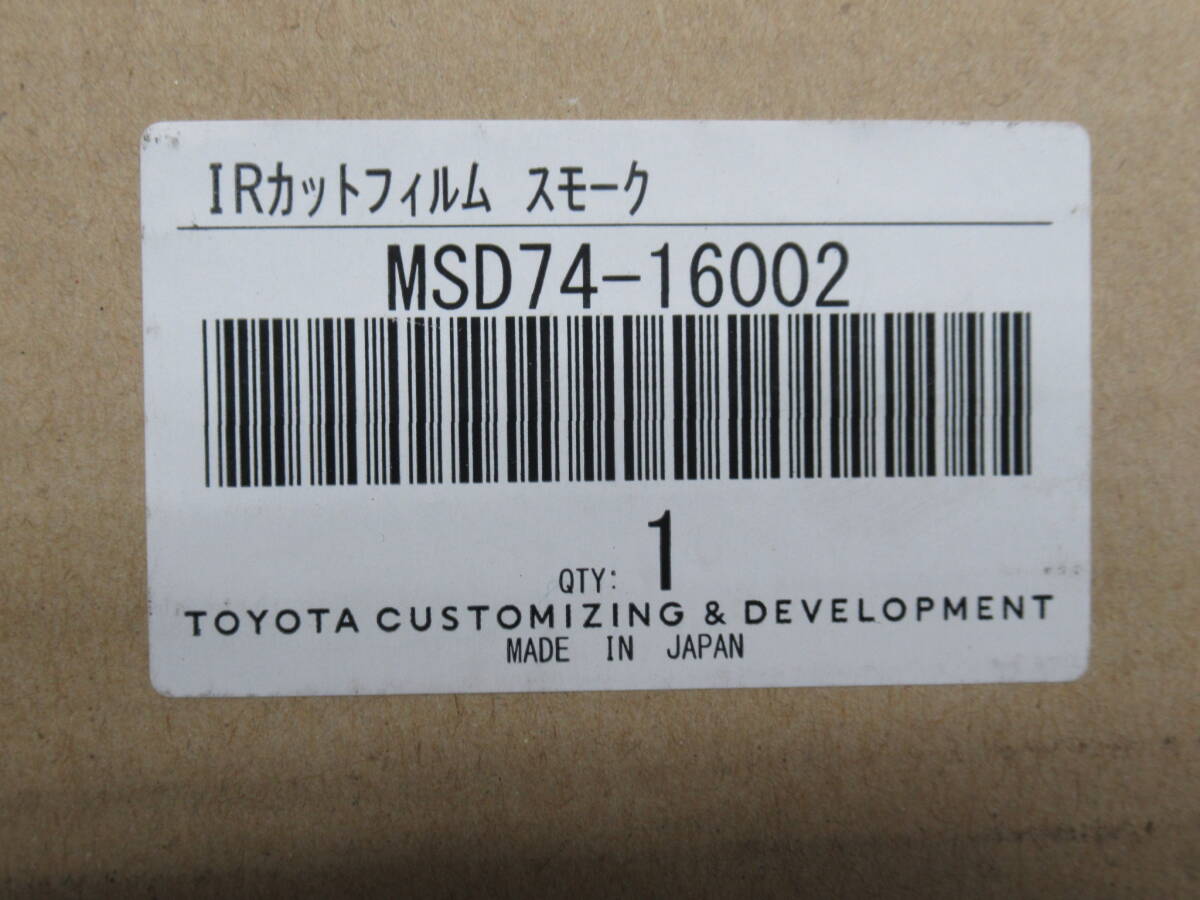 IRカットフィルム スモーク
MSD74-16002
QTY: 1
TOYOTA CUSTOMIZING & DEVELOPMENT
MADE IN JAPAN